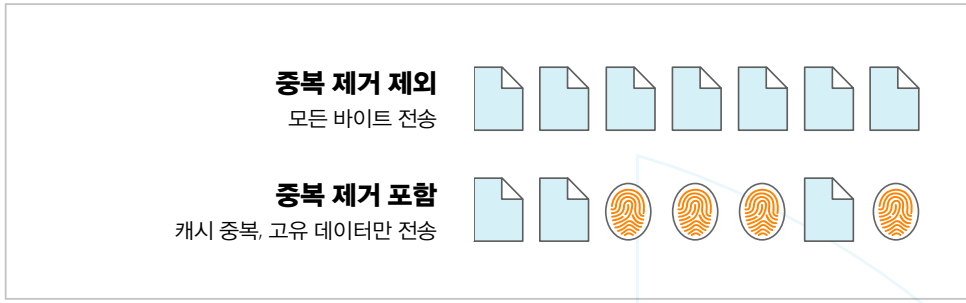 중복 제거 제외
모든 바이트 전송
중복 제거 포함
캐시 중복, 고유 데이터만 전송